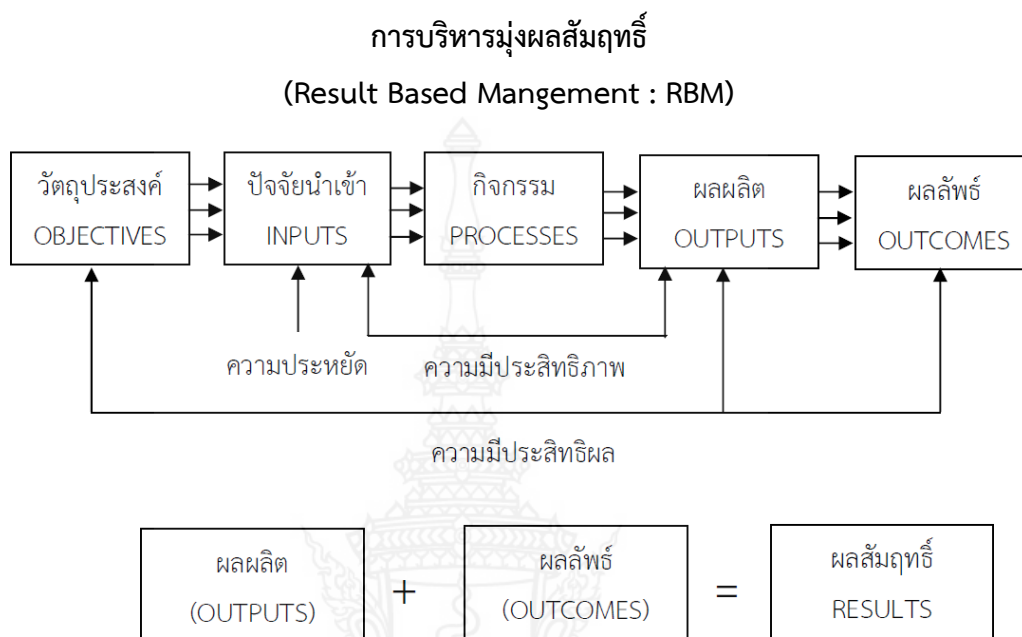 การบริหารมุ่งผลสัมฤทธิ์
(Result Based Mangement : RBM)
วัตถุประสงค์
OBJECTIVES
ปัจจัยนำเข้า
INPUTS
กิจกรรม
PROCESSES
ผลผลิต
OUTPUTS
ผลลัพธ์
OUTCOMES
ความประหยัด
ความมีประสิทธิภาพ
ความมีประสิทธิผล
ผลผลิต
(OUTPUTS)
+
ผลลัพธ์
(OUTCOMES)
=
ผลสัมฤทธิ์
RESULTS